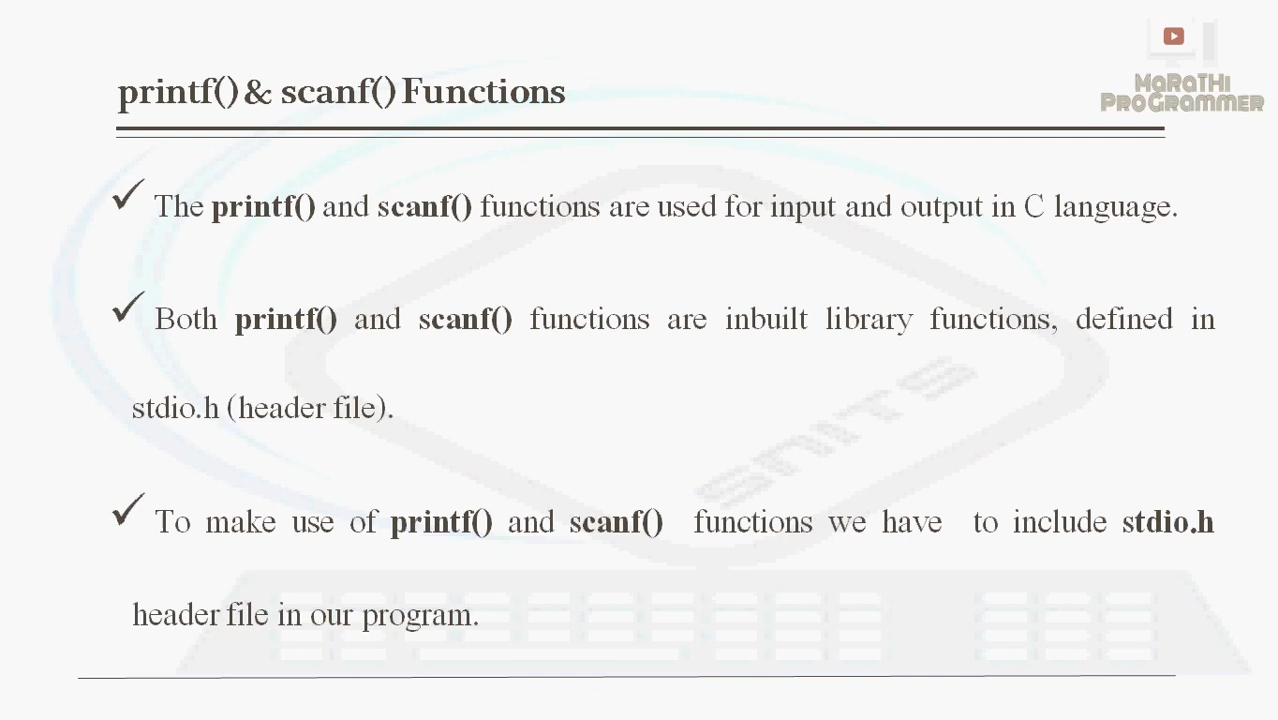 MaRaTHi
ProGrammer
printf() & scanf() Functions
✓ The printf() and scanf() functions are used for input and output in C language.
✓ Both printf() and scanf() functions are inbuilt library functions, defined in
stdio.h (header file).
SNITS
✓ To make use of printf() and scanf() functions we have to include stdio.h
header file in our program.